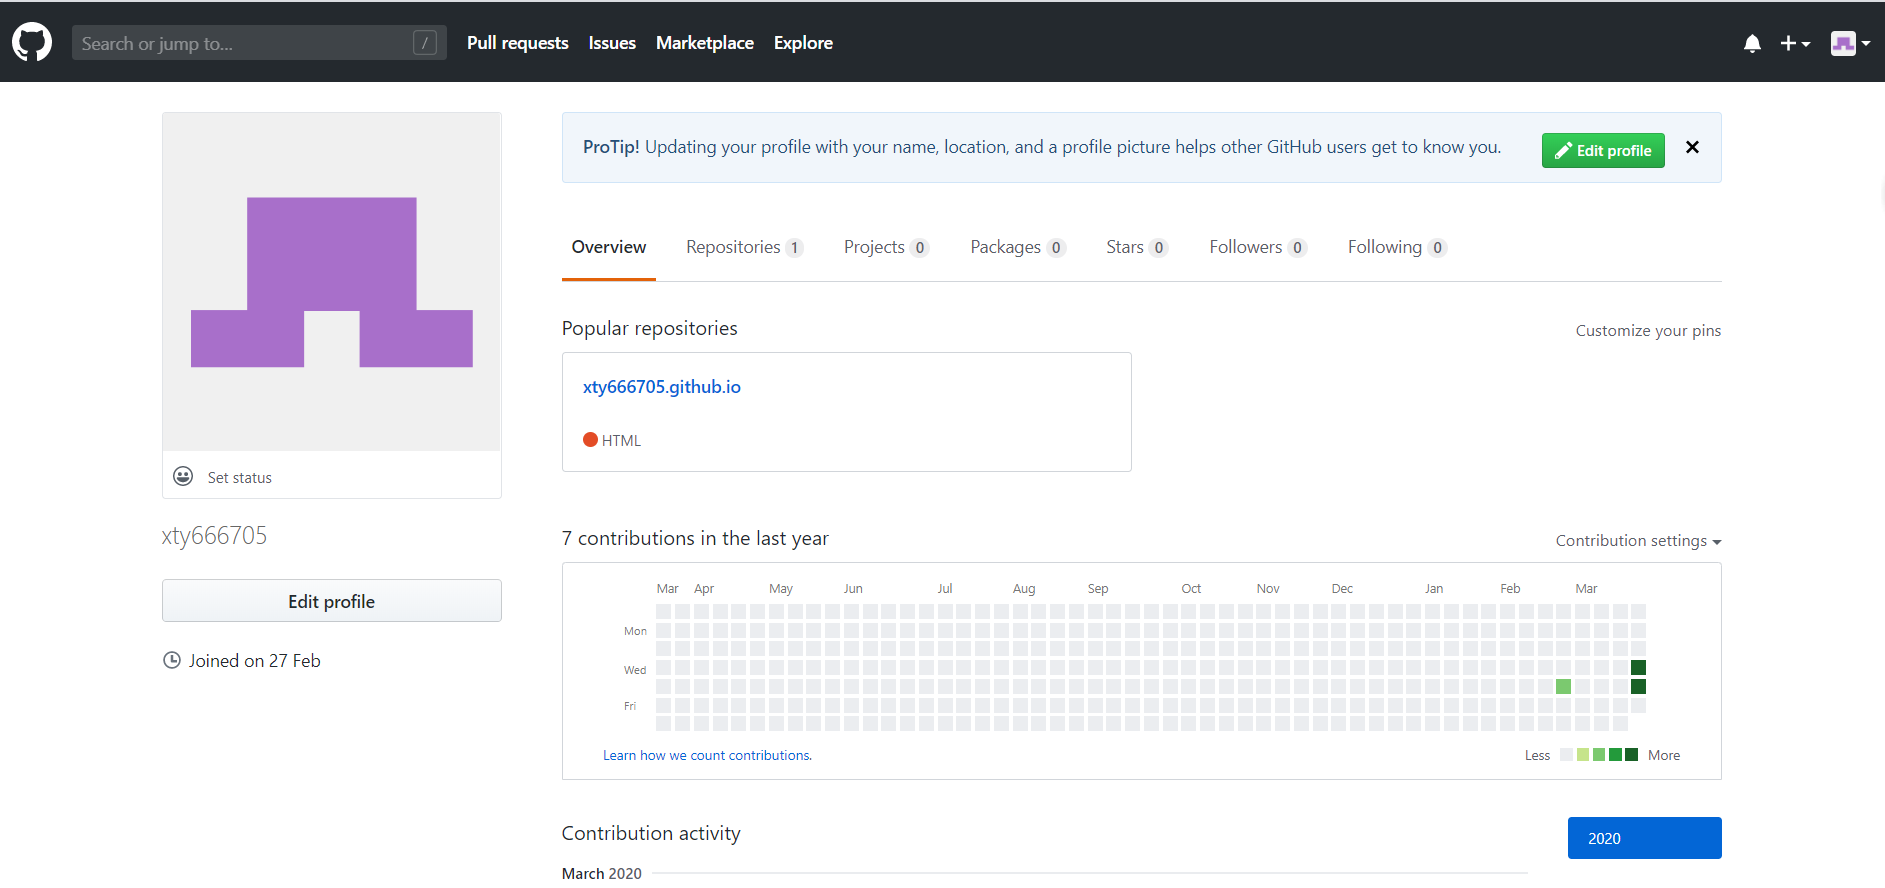 Search or jump to... / Pull requests Issues Marketplace Explore
ProTip! Updating your profile with your name, location, and a profile picture helps other GitHub users get to know you. Edit profile
Overview Repositories 1 Projects 0 Packages 0 Stars 0 Followers 0 Following 0
Popular repositories Customize your pins
xty666705.github.io
HTML
Set status
xty666705
Edit profile
Joined on 27 Feb
7 contributions in the last year Contribution settings
Mar Apr May Jun Jul Aug Sep Oct Nov Dec Jan Feb Mar
Mon
Wed
Fri
Learn how we count contributions. Less More
Contribution activity 2020
March 2020